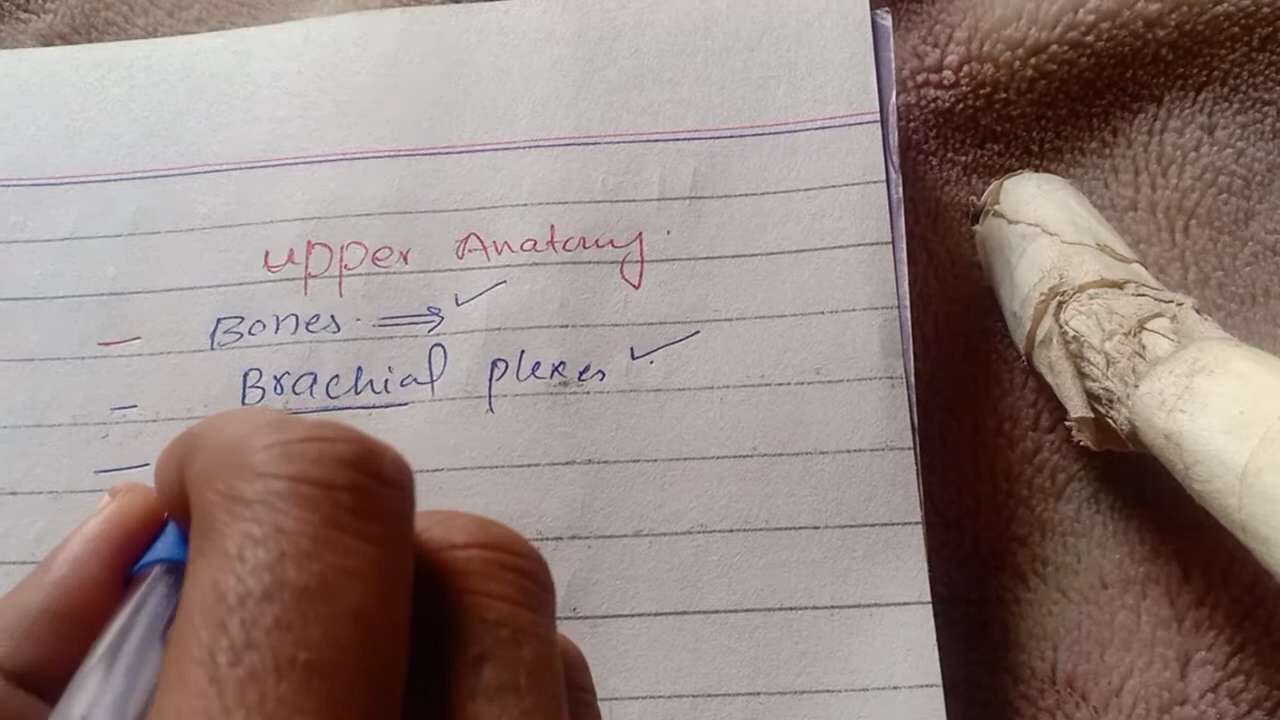 upper Anatomy.
- Bones. ⇒ ✓
- Brachial plexes ✓
-